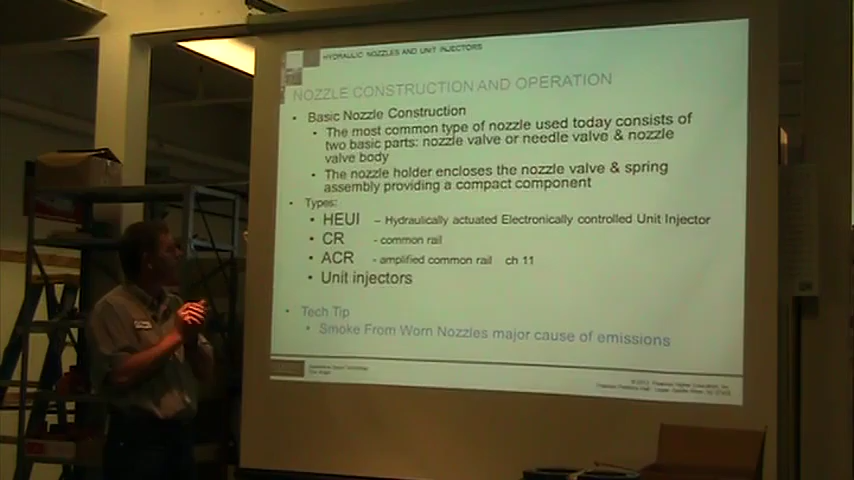 HYDRAULIC NOZZLES AND UNIT INJECTORS
NOZZLE CONSTRUCTION AND OPERATION
• Basic Nozzle Construction
• The most common type of nozzle used today consists of
two basic parts: nozzle valve or needle valve & nozzle
valve body
• The nozzle holder encloses the nozzle valve & spring
assembly providing a compact component
• Types:
• HEUI – Hydraulically actuated Electronically controlled Unit Injector
• CR - common rail
• ACR - amplified common rail ch 11
• Unit injectors
• Tech Tip
• Smoke From Worn Nozzles major cause of emissions